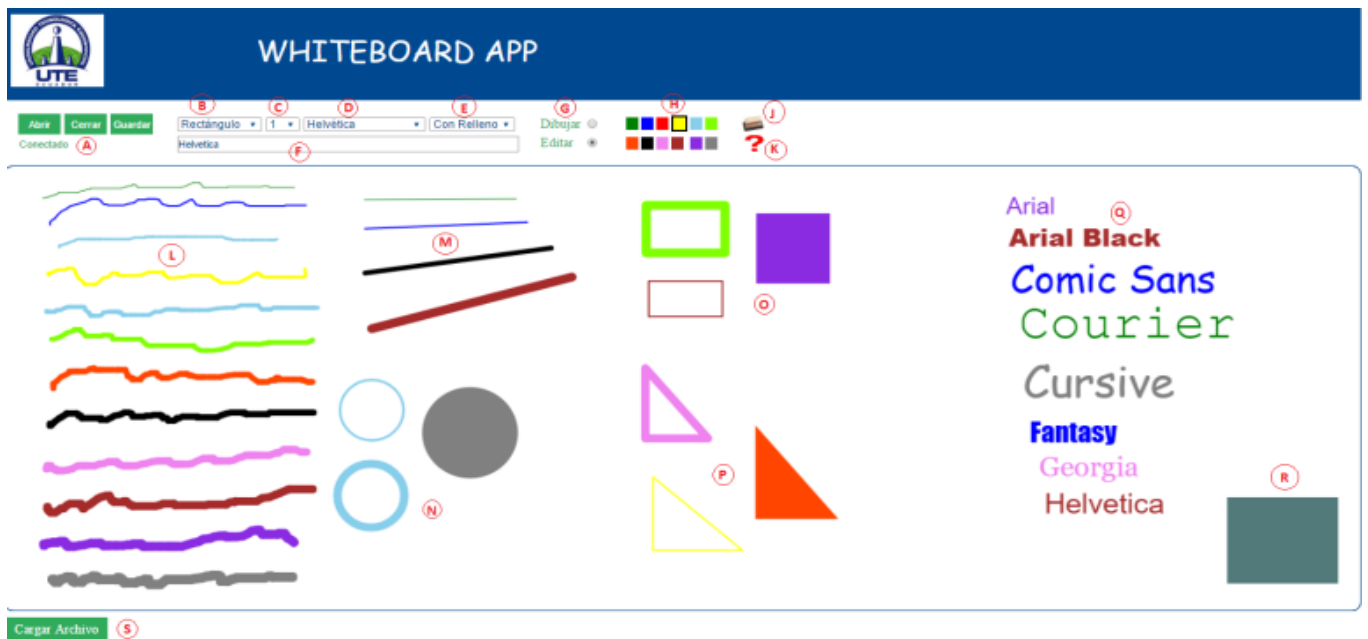 UTE
ECUADOR
WHITEBOARD APP
B C D E G H J
Abrir Cerrar Guardar Rectángulo 1 Helvética Con Relleno Dibujar
Conectado A Helvetica F Editar ? K
L
M
N
O
P
Arial Q
Arial Black
Comic Sans
Courier
Cursive
Fantasy
Georgia
Helvetica
R
Cargar Archivo S